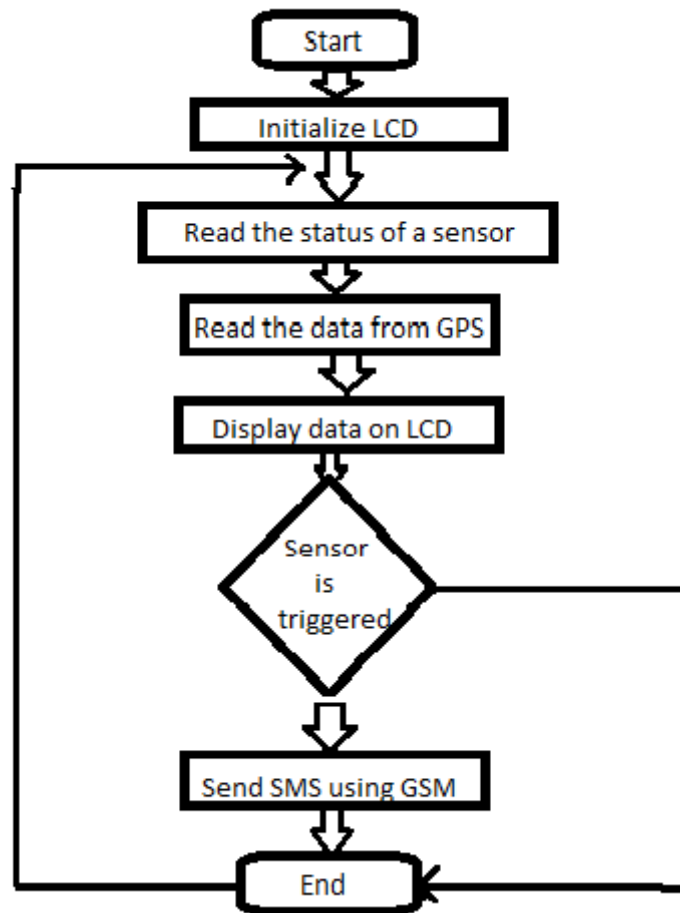 Start
Initialize LCD
Read the status of a sensor
Read the data from GPS
Display data on LCD
Sensor
is
triggered
Send SMS using GSM
End